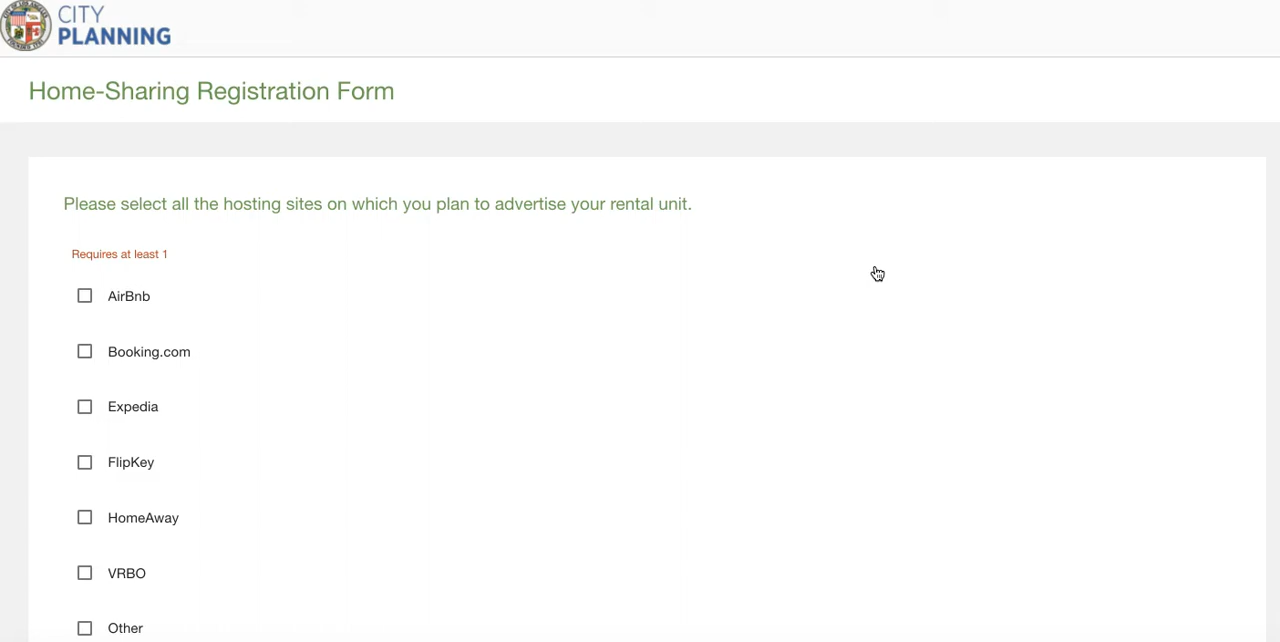 CITY
PLANNING
Home-Sharing Registration Form
Please select all the hosting sites on which you plan to advertise your rental unit.
Requires at least 1
AirBnb
Booking.com
Expedia
FlipKey
HomeAway
VRBO
Other